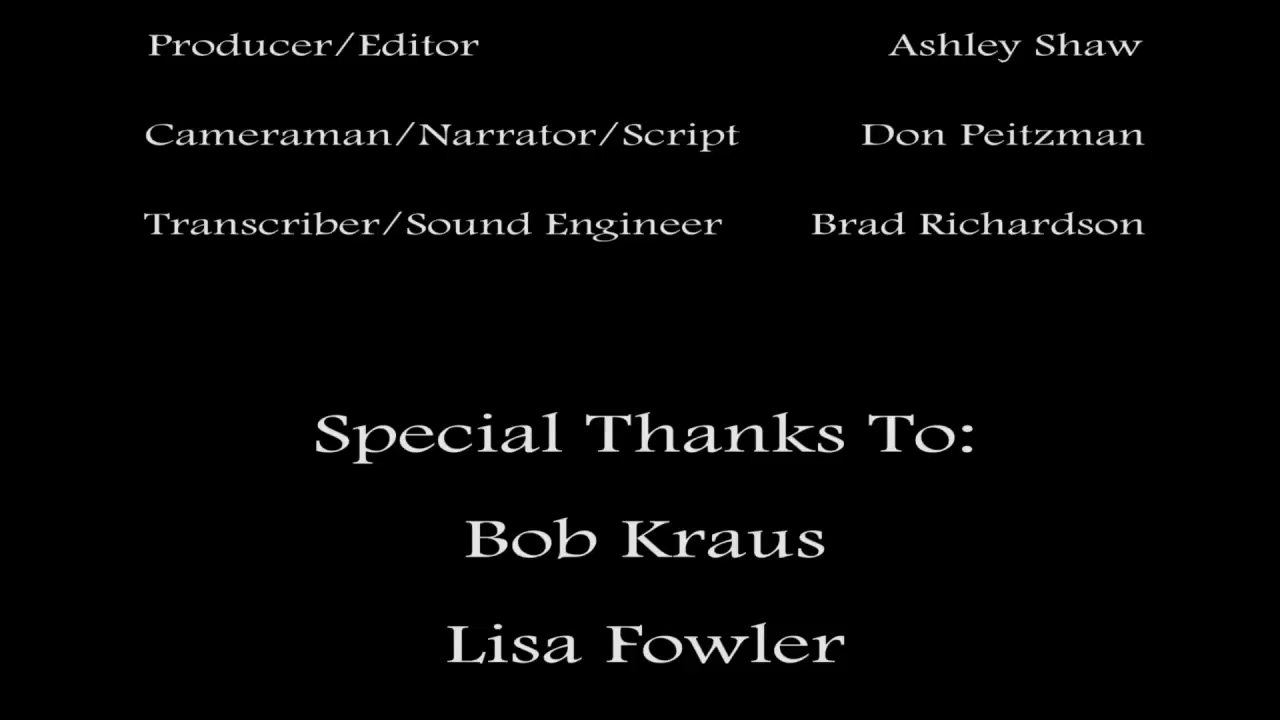 Producer/Editor Ashley Shaw
Cameraman/Narrator/Script Don Peitzman
Transcriber/Sound Engineer Brad Richardson
Special Thanks To:
Bob Kraus
Lisa Fowler